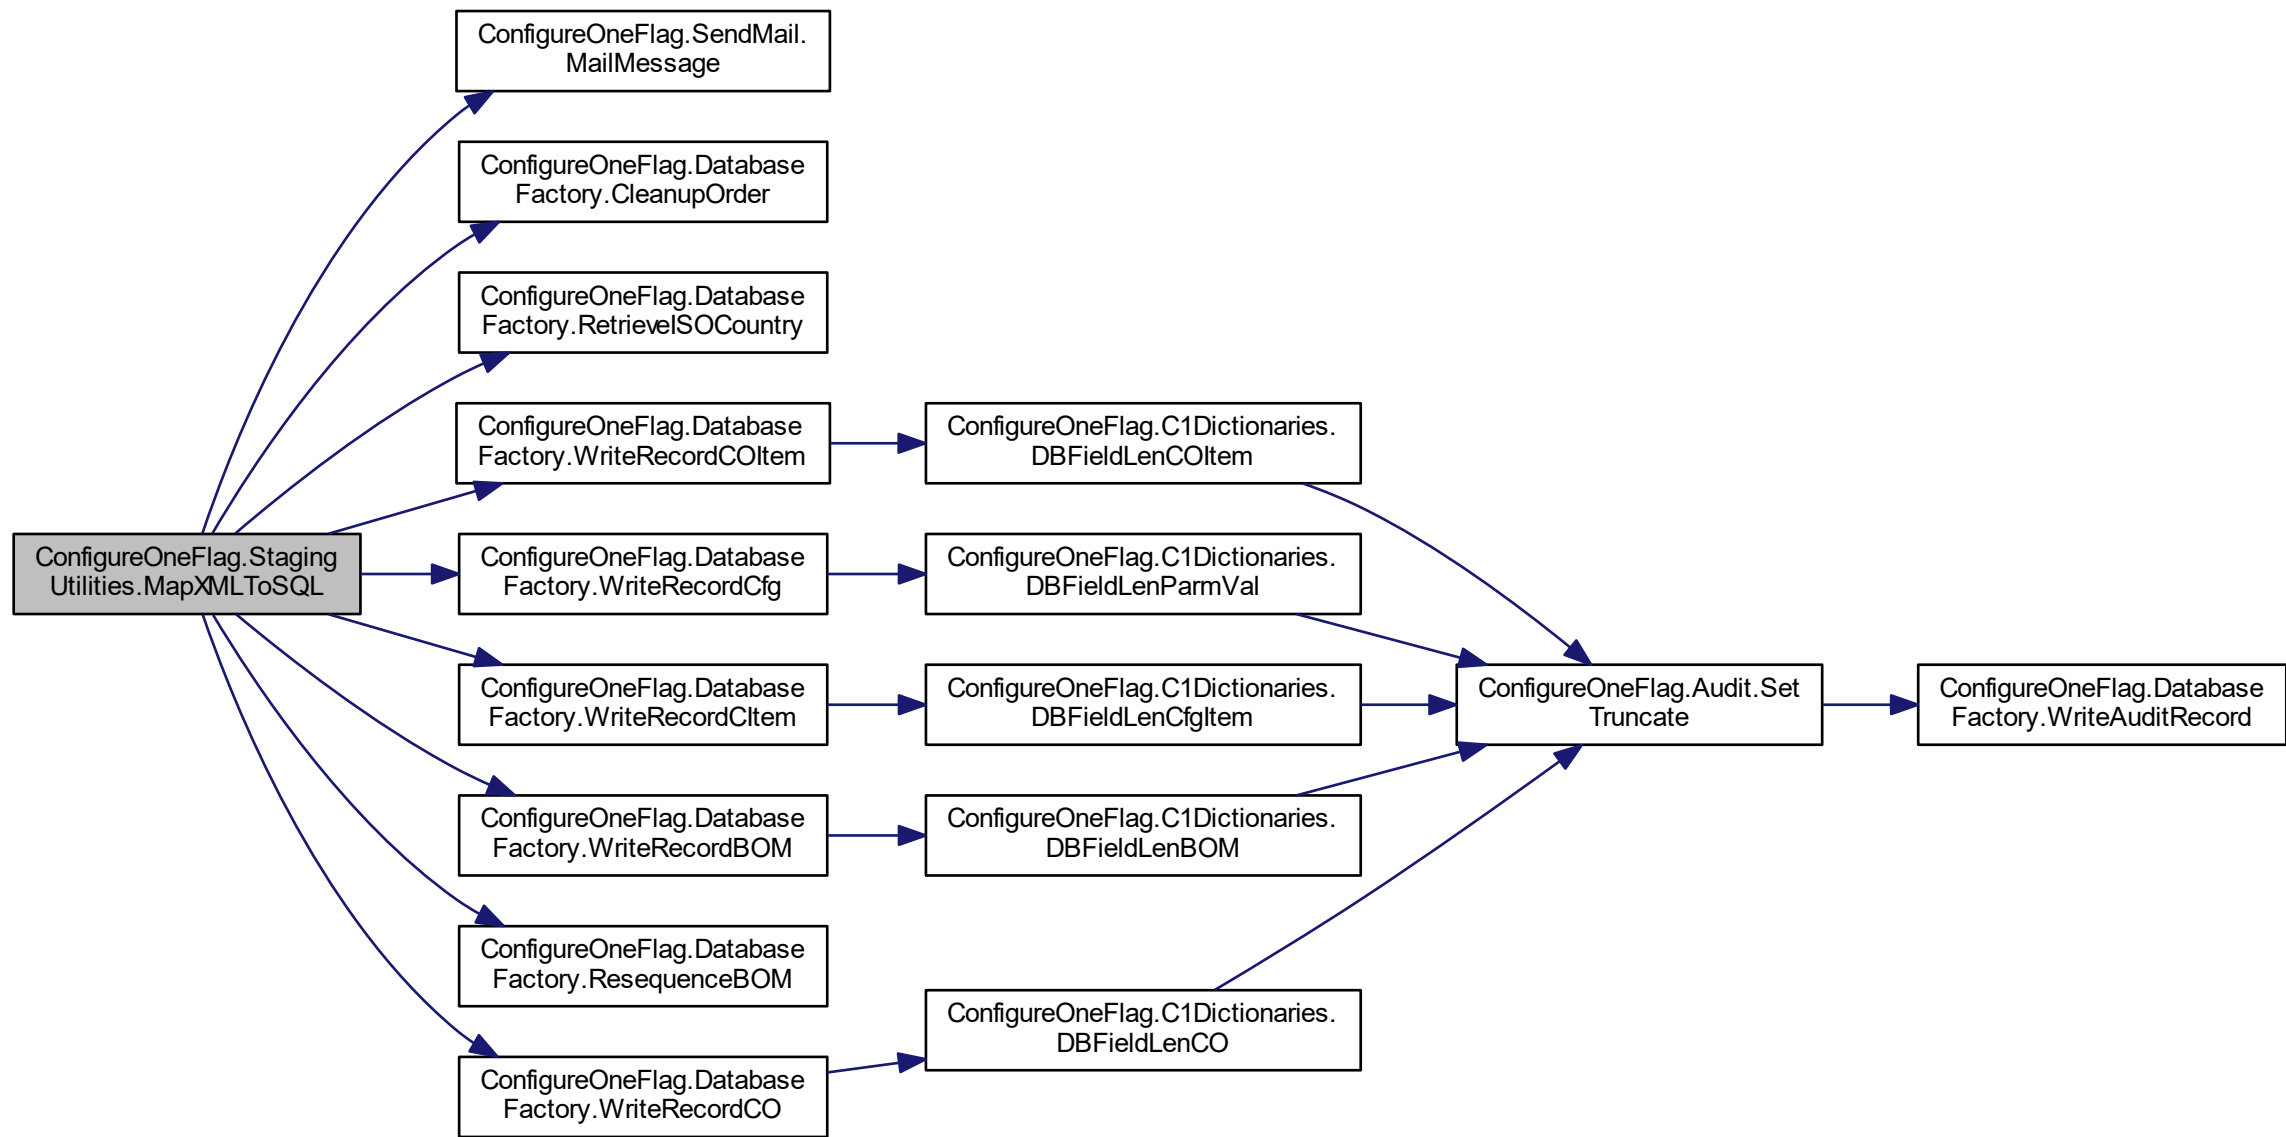 ConfigureOneFlag.SendMail.
MailMessage
ConfigureOneFlag.Database
Factory.CleanupOrder
ConfigureOneFlag.Database
Factory.RetrieveISOCountry
ConfigureOneFlag.Database
Factory.WriteRecordCOItem
ConfigureOneFlag.C1Dictionaries.
DBFieldLenCOItem
ConfigureOneFlag.Staging
Utilities.MapXMLToSQL
ConfigureOneFlag.Database
Factory.WriteRecordCfg
ConfigureOneFlag.C1Dictionaries.
DBFieldLenParmVal
ConfigureOneFlag.Database
Factory.WriteRecordCItem
ConfigureOneFlag.C1Dictionaries.
DBFieldLenCfgItem
ConfigureOneFlag.Audit.Set
Truncate
ConfigureOneFlag.Database
Factory.WriteAuditRecord
ConfigureOneFlag.Database
Factory.WriteRecordBOM
ConfigureOneFlag.C1Dictionaries.
DBFieldLenBOM
ConfigureOneFlag.Database
Factory.ResequenceBOM
ConfigureOneFlag.C1Dictionaries.
DBFieldLenCO
ConfigureOneFlag.Database
Factory.WriteRecordCO